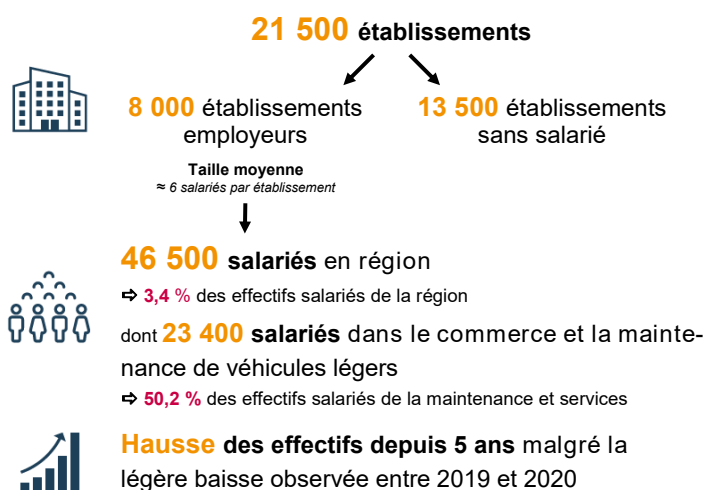 21 500 établissements
8 000 établissements
employeurs
13 500 établissements
sans salarié
Taille moyenne
≈ 6 salariés par établissement
46 500 salariés en région
⇨ 3,4 % des effectifs salariés de la région
dont 23 400 salariés dans le commerce et la mainte-
nance de véhicules légers
⇨ 50,2 % des effectifs salariés de la maintenance et services
Hausse des effectifs depuis 5 ans malgré la
légère baisse observée entre 2019 et 2020